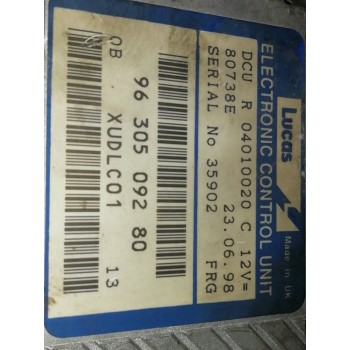 Lucas
Made in UK
ELECTRONIC CONTROL UNIT
DCU R 04010020 C 12V=
80738E 23.06.98
SERIAL No 35902 FRG
0B
96 305 092 80
XUDLC01 13